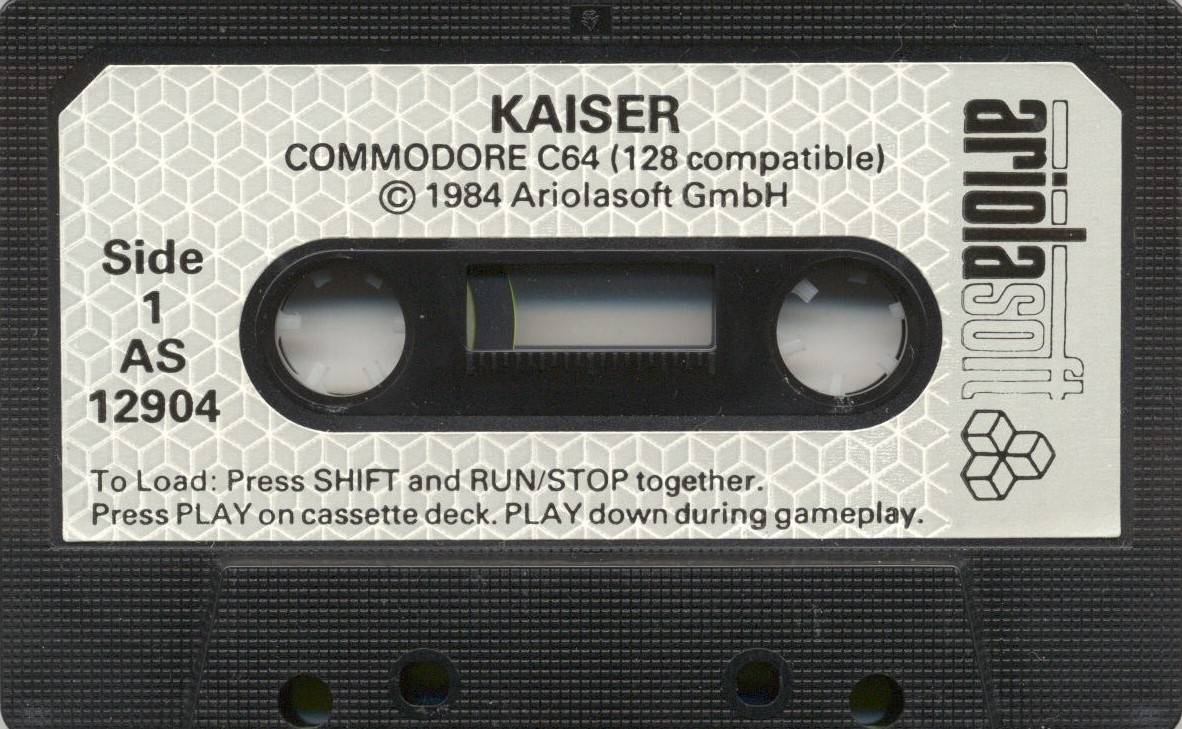 KAISER
COMMODORE C64 (128 compatible)
© 1984 Ariolasoft GmbH
Side
1
AS
12904
To Load: Press SHIFT and RUN/STOP together.
Press PLAY on cassette deck. PLAY down during gameplay.
ariolasoft